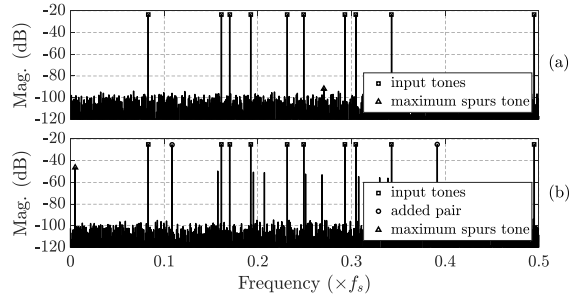 -20
-40
-60
-80
-100
-120
Mag. (dB)
input tones
maximum spurs tone
(a)
-20
-40
-60
-80
-100
-120
Mag. (dB)
input tones
added pair
maximum spurs tone
(b)
0 0.1 0.2 0.3 0.4 0.5
Frequency (×fs)